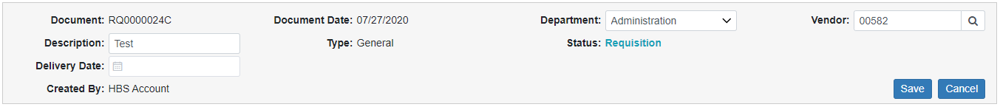 Document: RQ0000024C Document Date: 07/27/2020 Department: Administration Vendor: 00582
Description: Test Type: General Status: Requisition
Delivery Date:
Created By: HBS Account Save Cancel